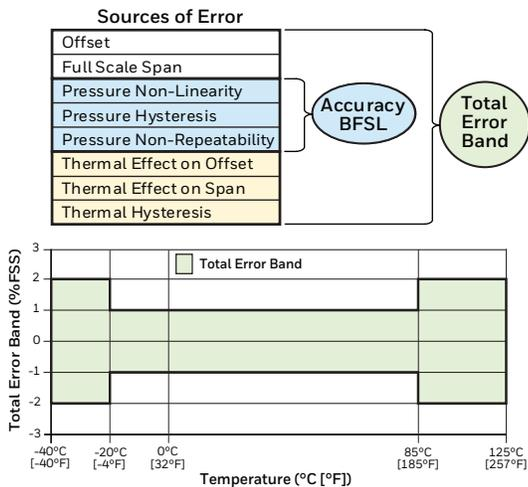 Sources of Error
Offset
Full Scale Span
Pressure Non-Linearity
Pressure Hysteresis
Pressure Non-Repeatability
Thermal Effect on Offset
Thermal Effect on Span
Thermal Hysteresis
Accuracy
BFSL
Total
Error
Band
Total Error Band (%FSS)
3
2
1
0
-1
-2
-3
Total Error Band
-40°C
[-40°F]
-20°C
[-4°F]
0°C
[32°F]
85°C
[185°F]
125°C
[257°F]
Temperature (°C [°F])